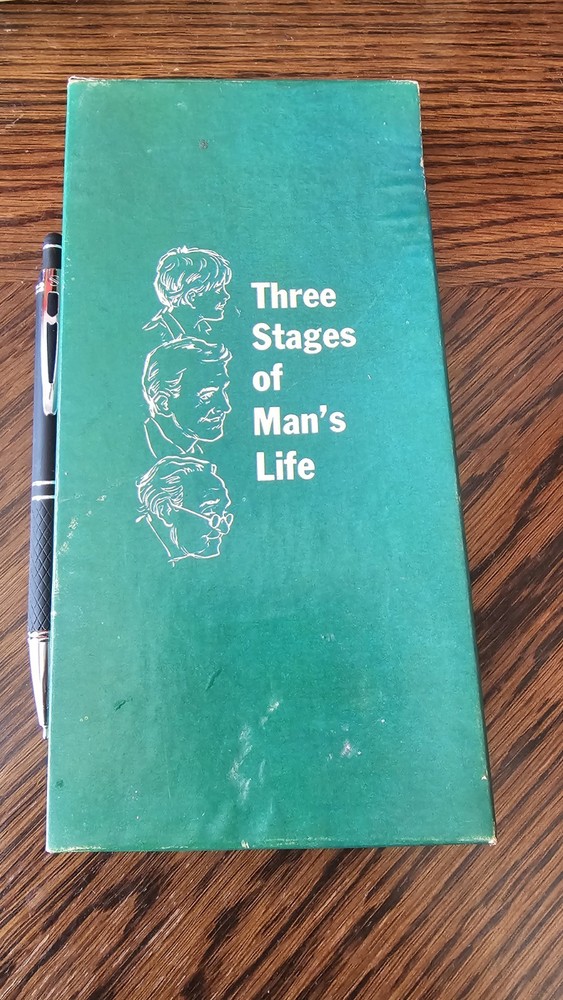 Three
Stages
of
Man's
Life